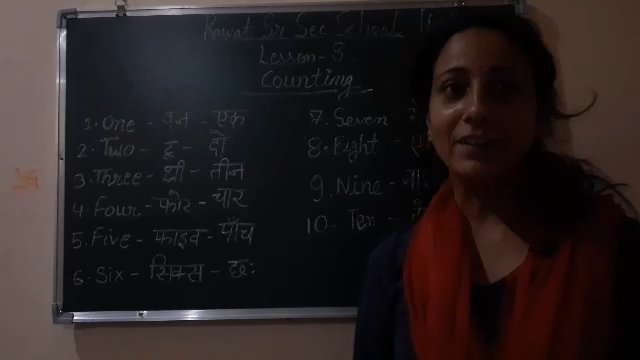 Rawat Sr Sec School
Lesson-8
Counting
1. One - वन - एक
2. Two - टू - दो
3. Three - थ्री - तीन
4. Four - फोर - चार
5. Five - फाइव - पाँच
6. Six - सिक्स - छः
7. Seven -
8. Eight -
9. Nine -
10. Ten -